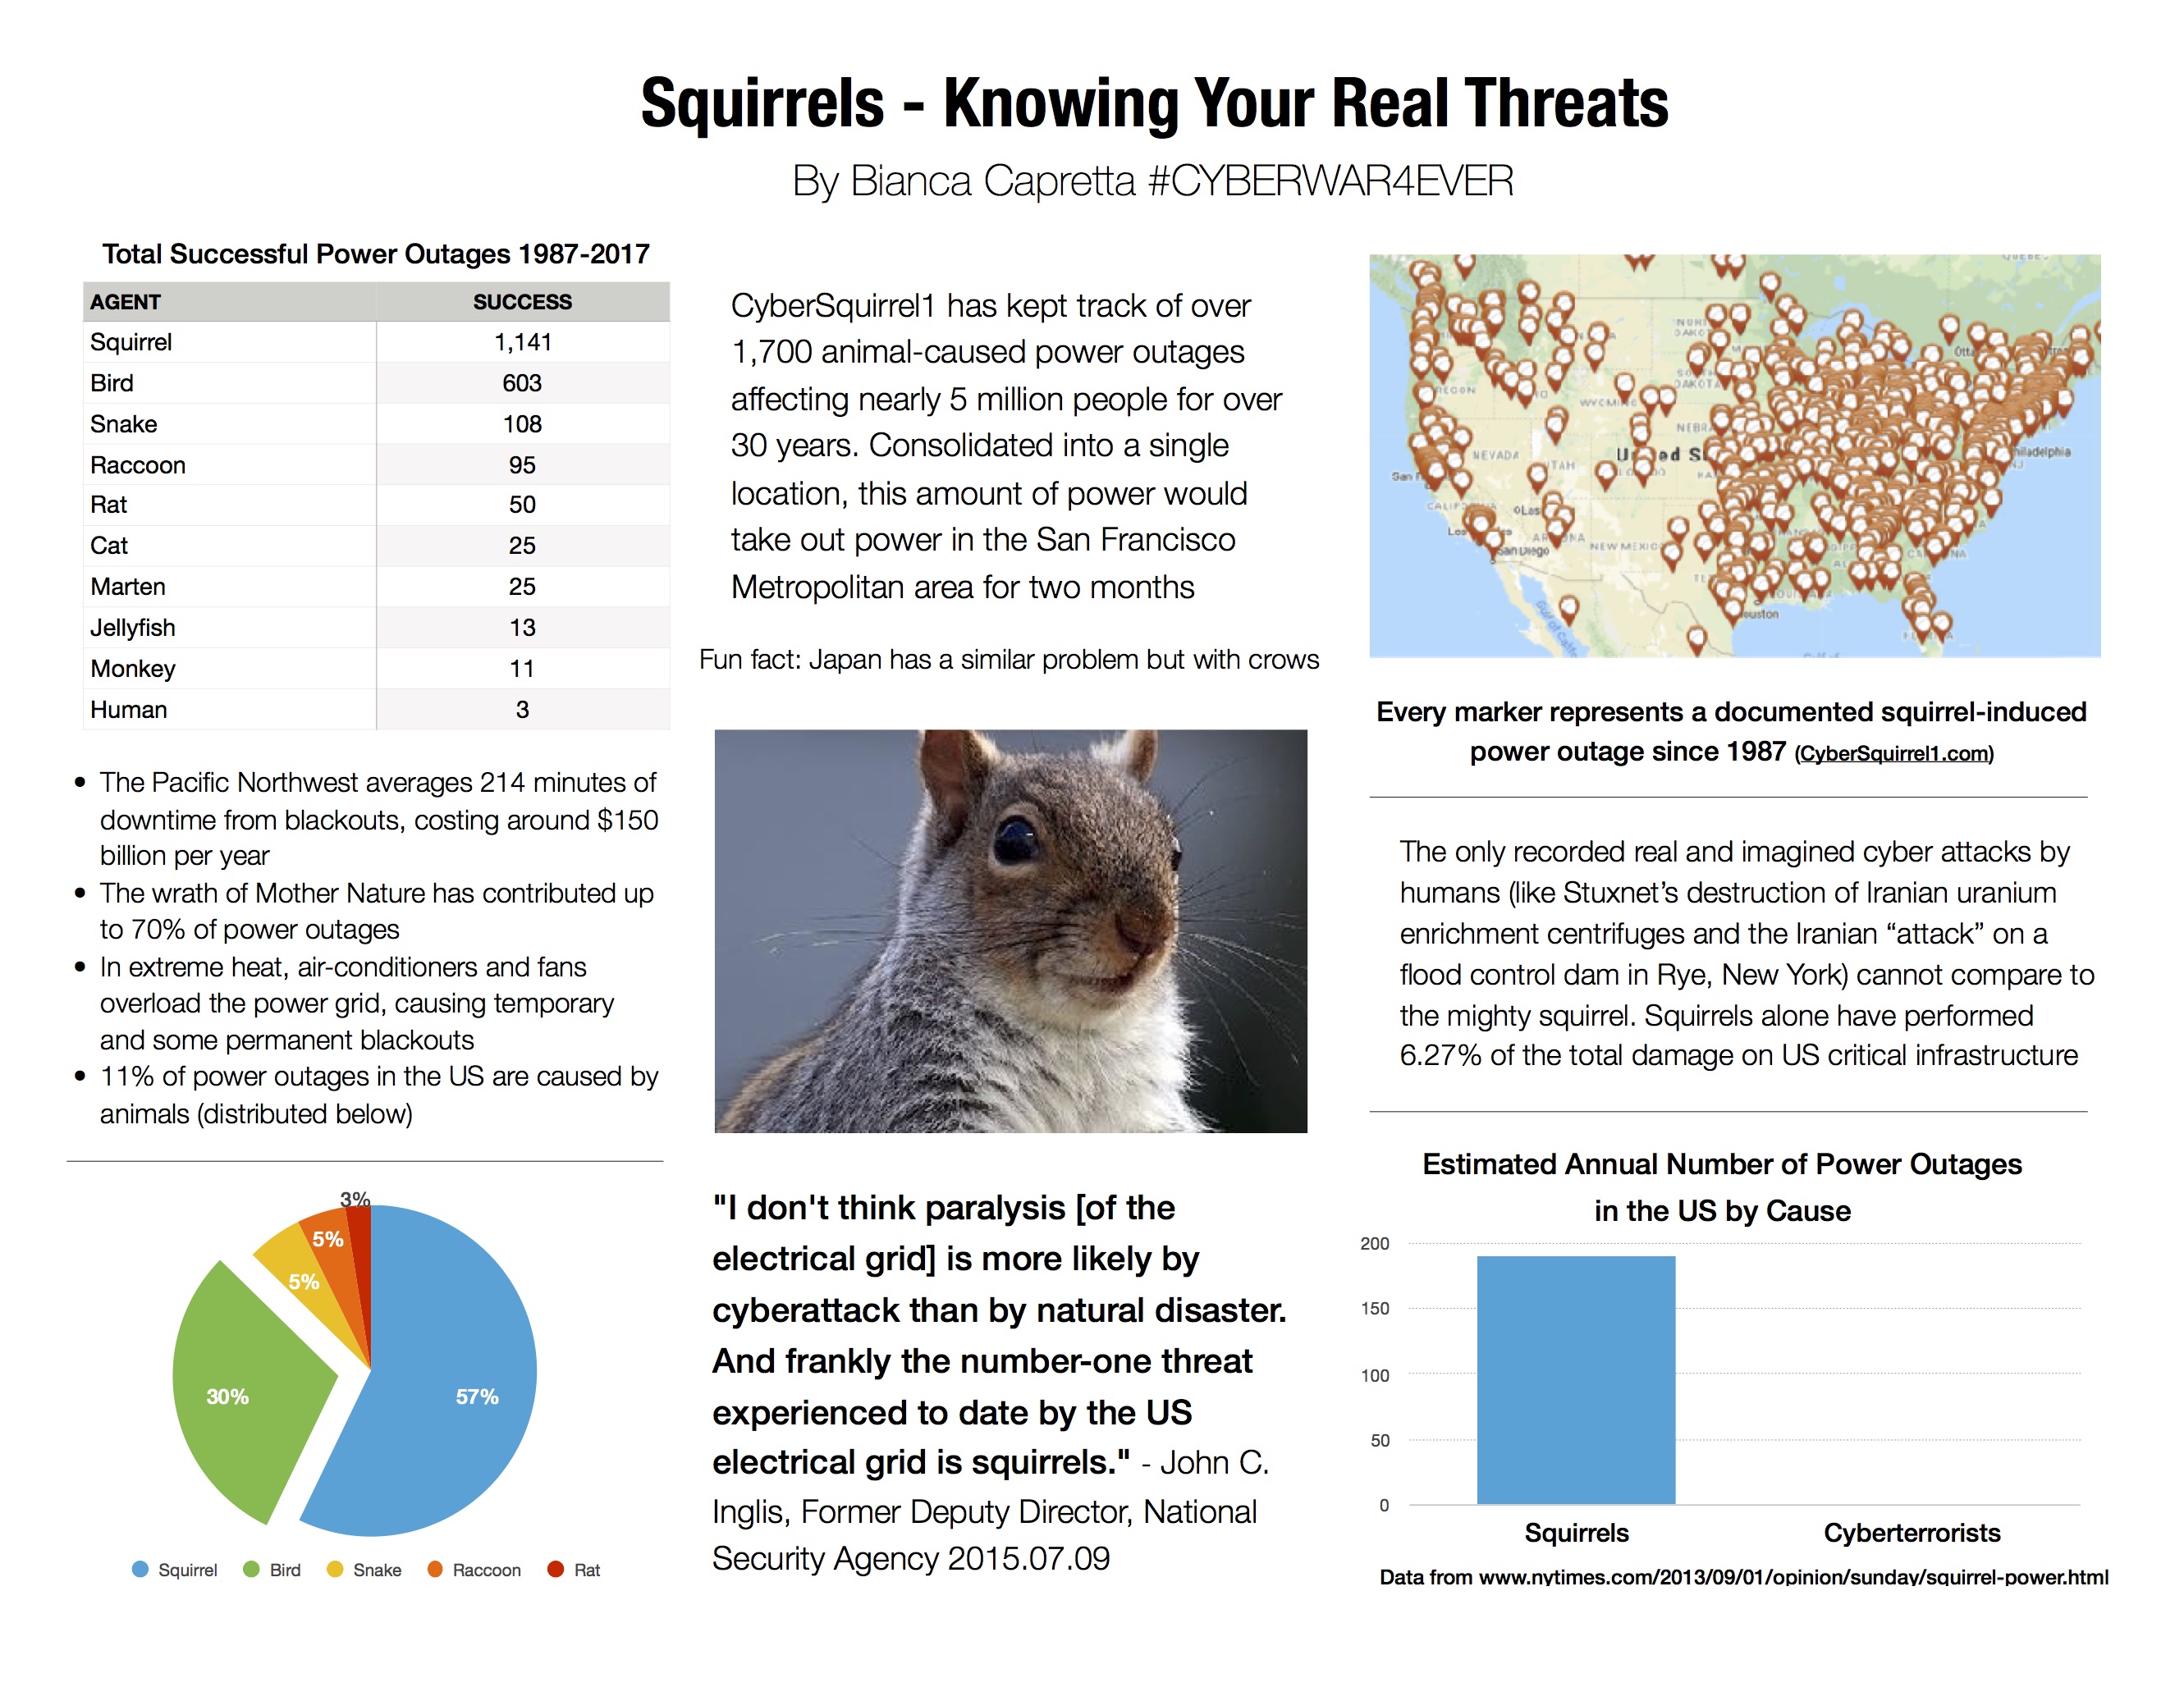 Squirrels - Knowing Your Real Threats
By Bianca Capretta #CYBERWAR4EVER
Total Successful Power Outages 1987-2017
AGENT SUCCESS
Squirrel 1,141
Bird 603
Snake 108
Raccoon 95
Rat 50
Cat 25
Marten 25
Jellyfish 13
Monkey 11
Human 3
• The Pacific Northwest averages 214 minutes of
downtime from blackouts, costing around $150
billion per year
• The wrath of Mother Nature has contributed up
to 70% of power outages
• In extreme heat, air-conditioners and fans
overload the power grid, causing temporary
and some permanent blackouts
• 11% of power outages in the US are caused by
animals (distributed below)
3%
5%
5%
30%
57%
Squirrel Bird Snake Raccoon Rat
CyberSquirrel1 has kept track of over
1,700 animal-caused power outages
affecting nearly 5 million people for over
30 years. Consolidated into a single
location, this amount of power would
take out power in the San Francisco
Metropolitan area for two months
Fun fact: Japan has a similar problem but with crows
"I don't think paralysis [of the
electrical grid] is more likely by
cyberattack than by natural disaster.
And frankly the number-one threat
experienced to date by the US
electrical grid is squirrels." - John C.
Inglis, Former Deputy Director, National
Security Agency 2015.07.09
WYOMING
NEVADA
UTAH
NEW MEXICO
San Diego
Every marker represents a documented squirrel-induced
power outage since 1987 (CyberSquirrel1.com)
The only recorded real and imagined cyber attacks by
humans (like Stuxnet’s destruction of Iranian uranium
enrichment centrifuges and the Iranian “attack” on a
flood control dam in Rye, New York) cannot compare to
the mighty squirrel. Squirrels alone have performed
6.27% of the total damage on US critical infrastructure
Estimated Annual Number of Power Outages
in the US by Cause
200
150
100
50
0
Squirrels Cyberterrorists
Data from www.nytimes.com/2013/09/01/opinion/sunday/squirrel-power.html